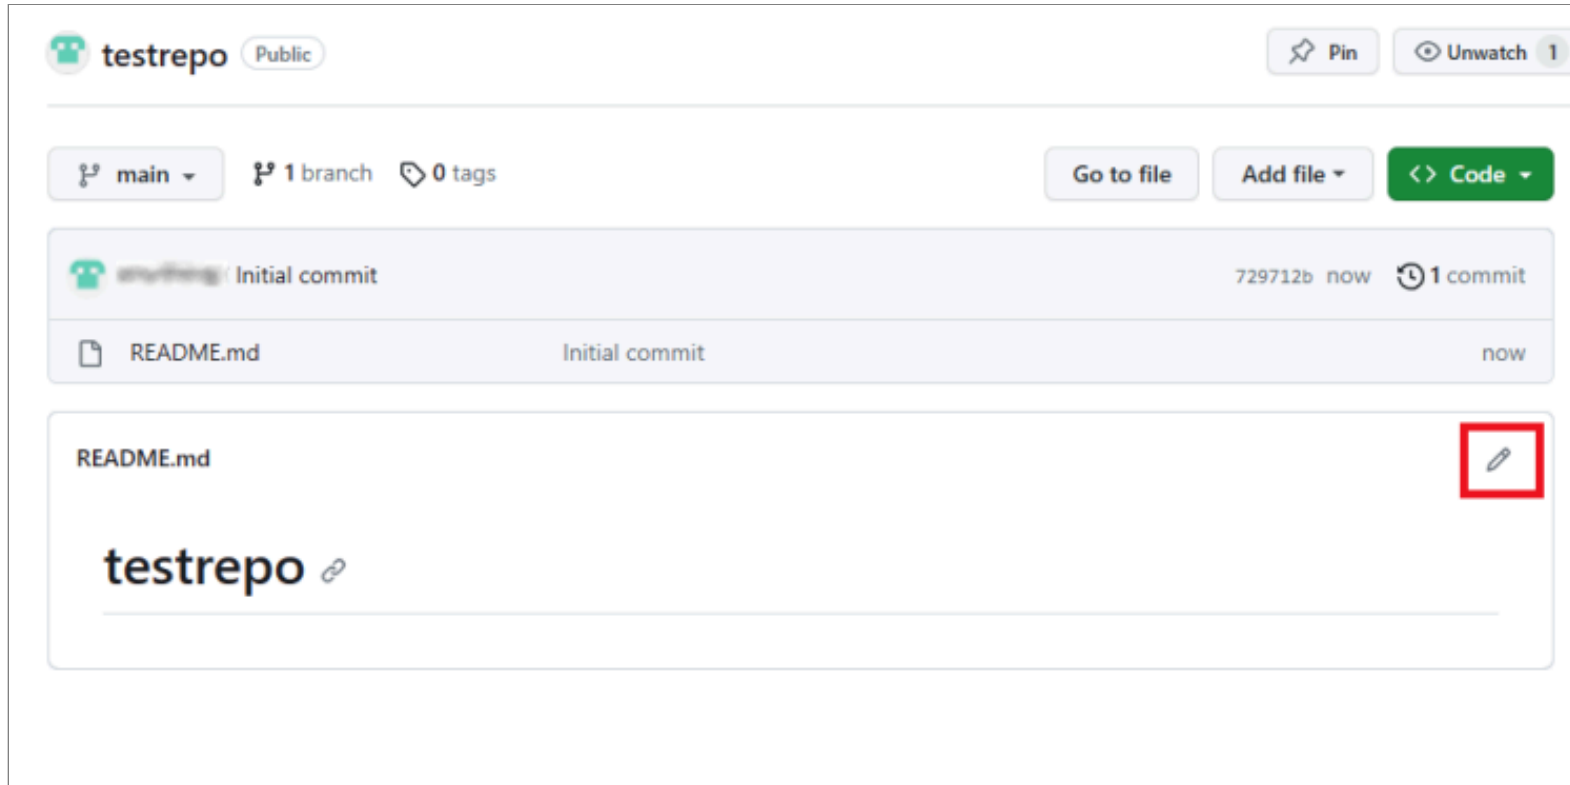 testrepo Public Pin Unwatch 1
main 1 branch 0 tags Go to file Add file <> Code
Initial commit 729712b now 1 commit
README.md Initial commit now
README.md
testrepo